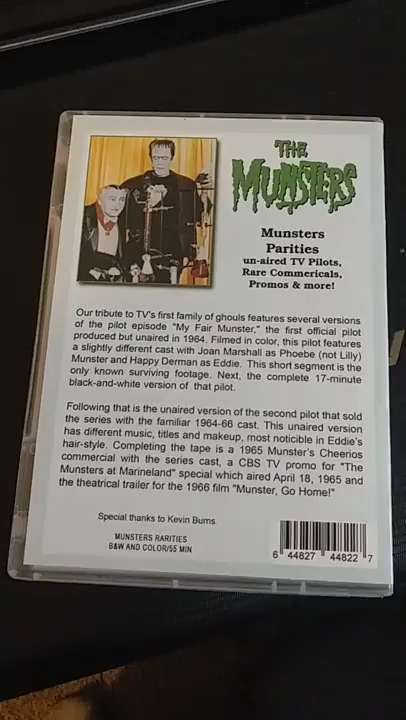 THE
MUNSTERS
Munsters
Parities
un-aired TV Pilots,
Rare Commericals,
Promos & more!
Our tribute to TV's first family of ghouls features several versions
of the pilot episode "My Fair Munster," the first official pilot
produced but unaired in 1964. Filmed in color, this pilot features
a slightly different cast with Joan Marshall as Phoebe (not Lilly)
Munster and Happy Derman as Eddie. This short segment is the
only known surviving footage. Next, the complete 17-minute
black-and-white version of that pilot.
Following that is the unaired version of the second pilot that sold
the series with the familiar 1964-66 cast. This unaired version
has different music, titles and makeup, most noticible in Eddie's
hair-style. Completing the tape is a 1965 Munster's Cheerios
commercial with the series cast, a CBS TV promo for "The
Munsters at Marineland" special which aired April 18, 1965 and
the theatrical trailer for the 1966 film "Munster, Go Home!"
Special thanks to Kevin Burns
MUNSTERS RARITIES
B&W AND COLOR/55 MIN
6 44827 44822 7